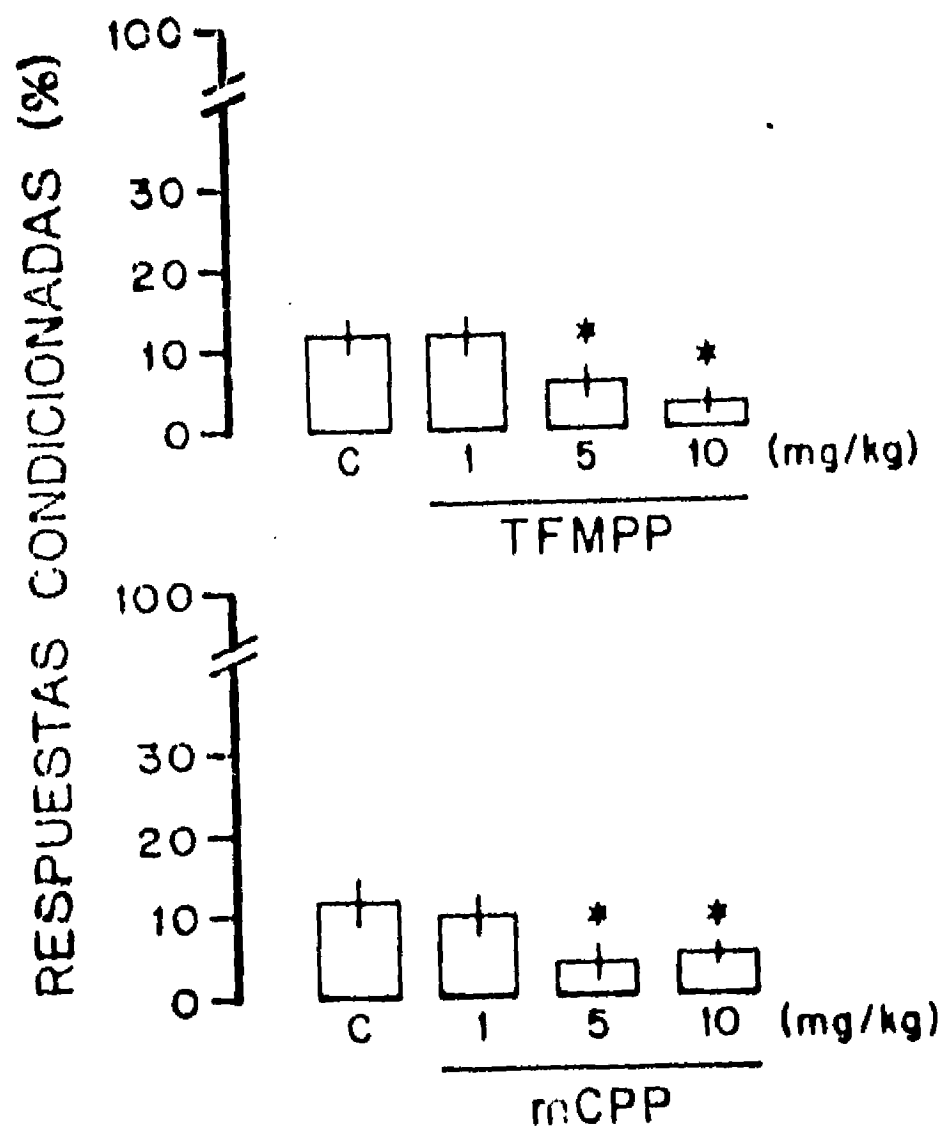 RESPUESTAS CONDICIONADAS (%)
100
30
20
10
0
* *
C 1 5 10 (mg/kg)
TFMPP
100
30
20
10
0
* *
C 1 5 10 (mg/kg)
mCPP